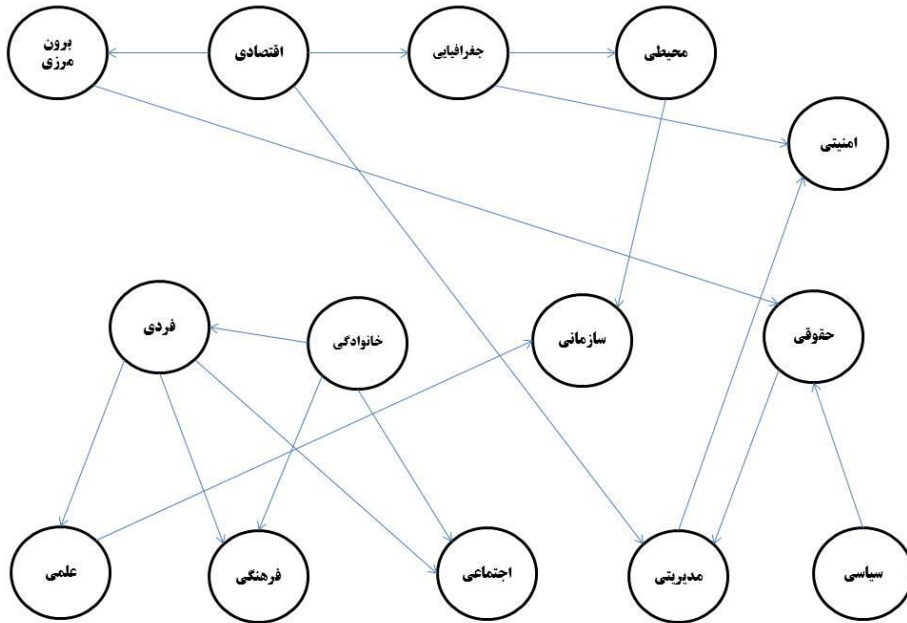 برون
مرزی
اقتصادی
جغرافیایی
محیطی
امنیتی
فردی
خانوادگی
سازمانی
حقوقی
علمی
فرهنگی
اجتماعی
مدیریتی
سیاسی